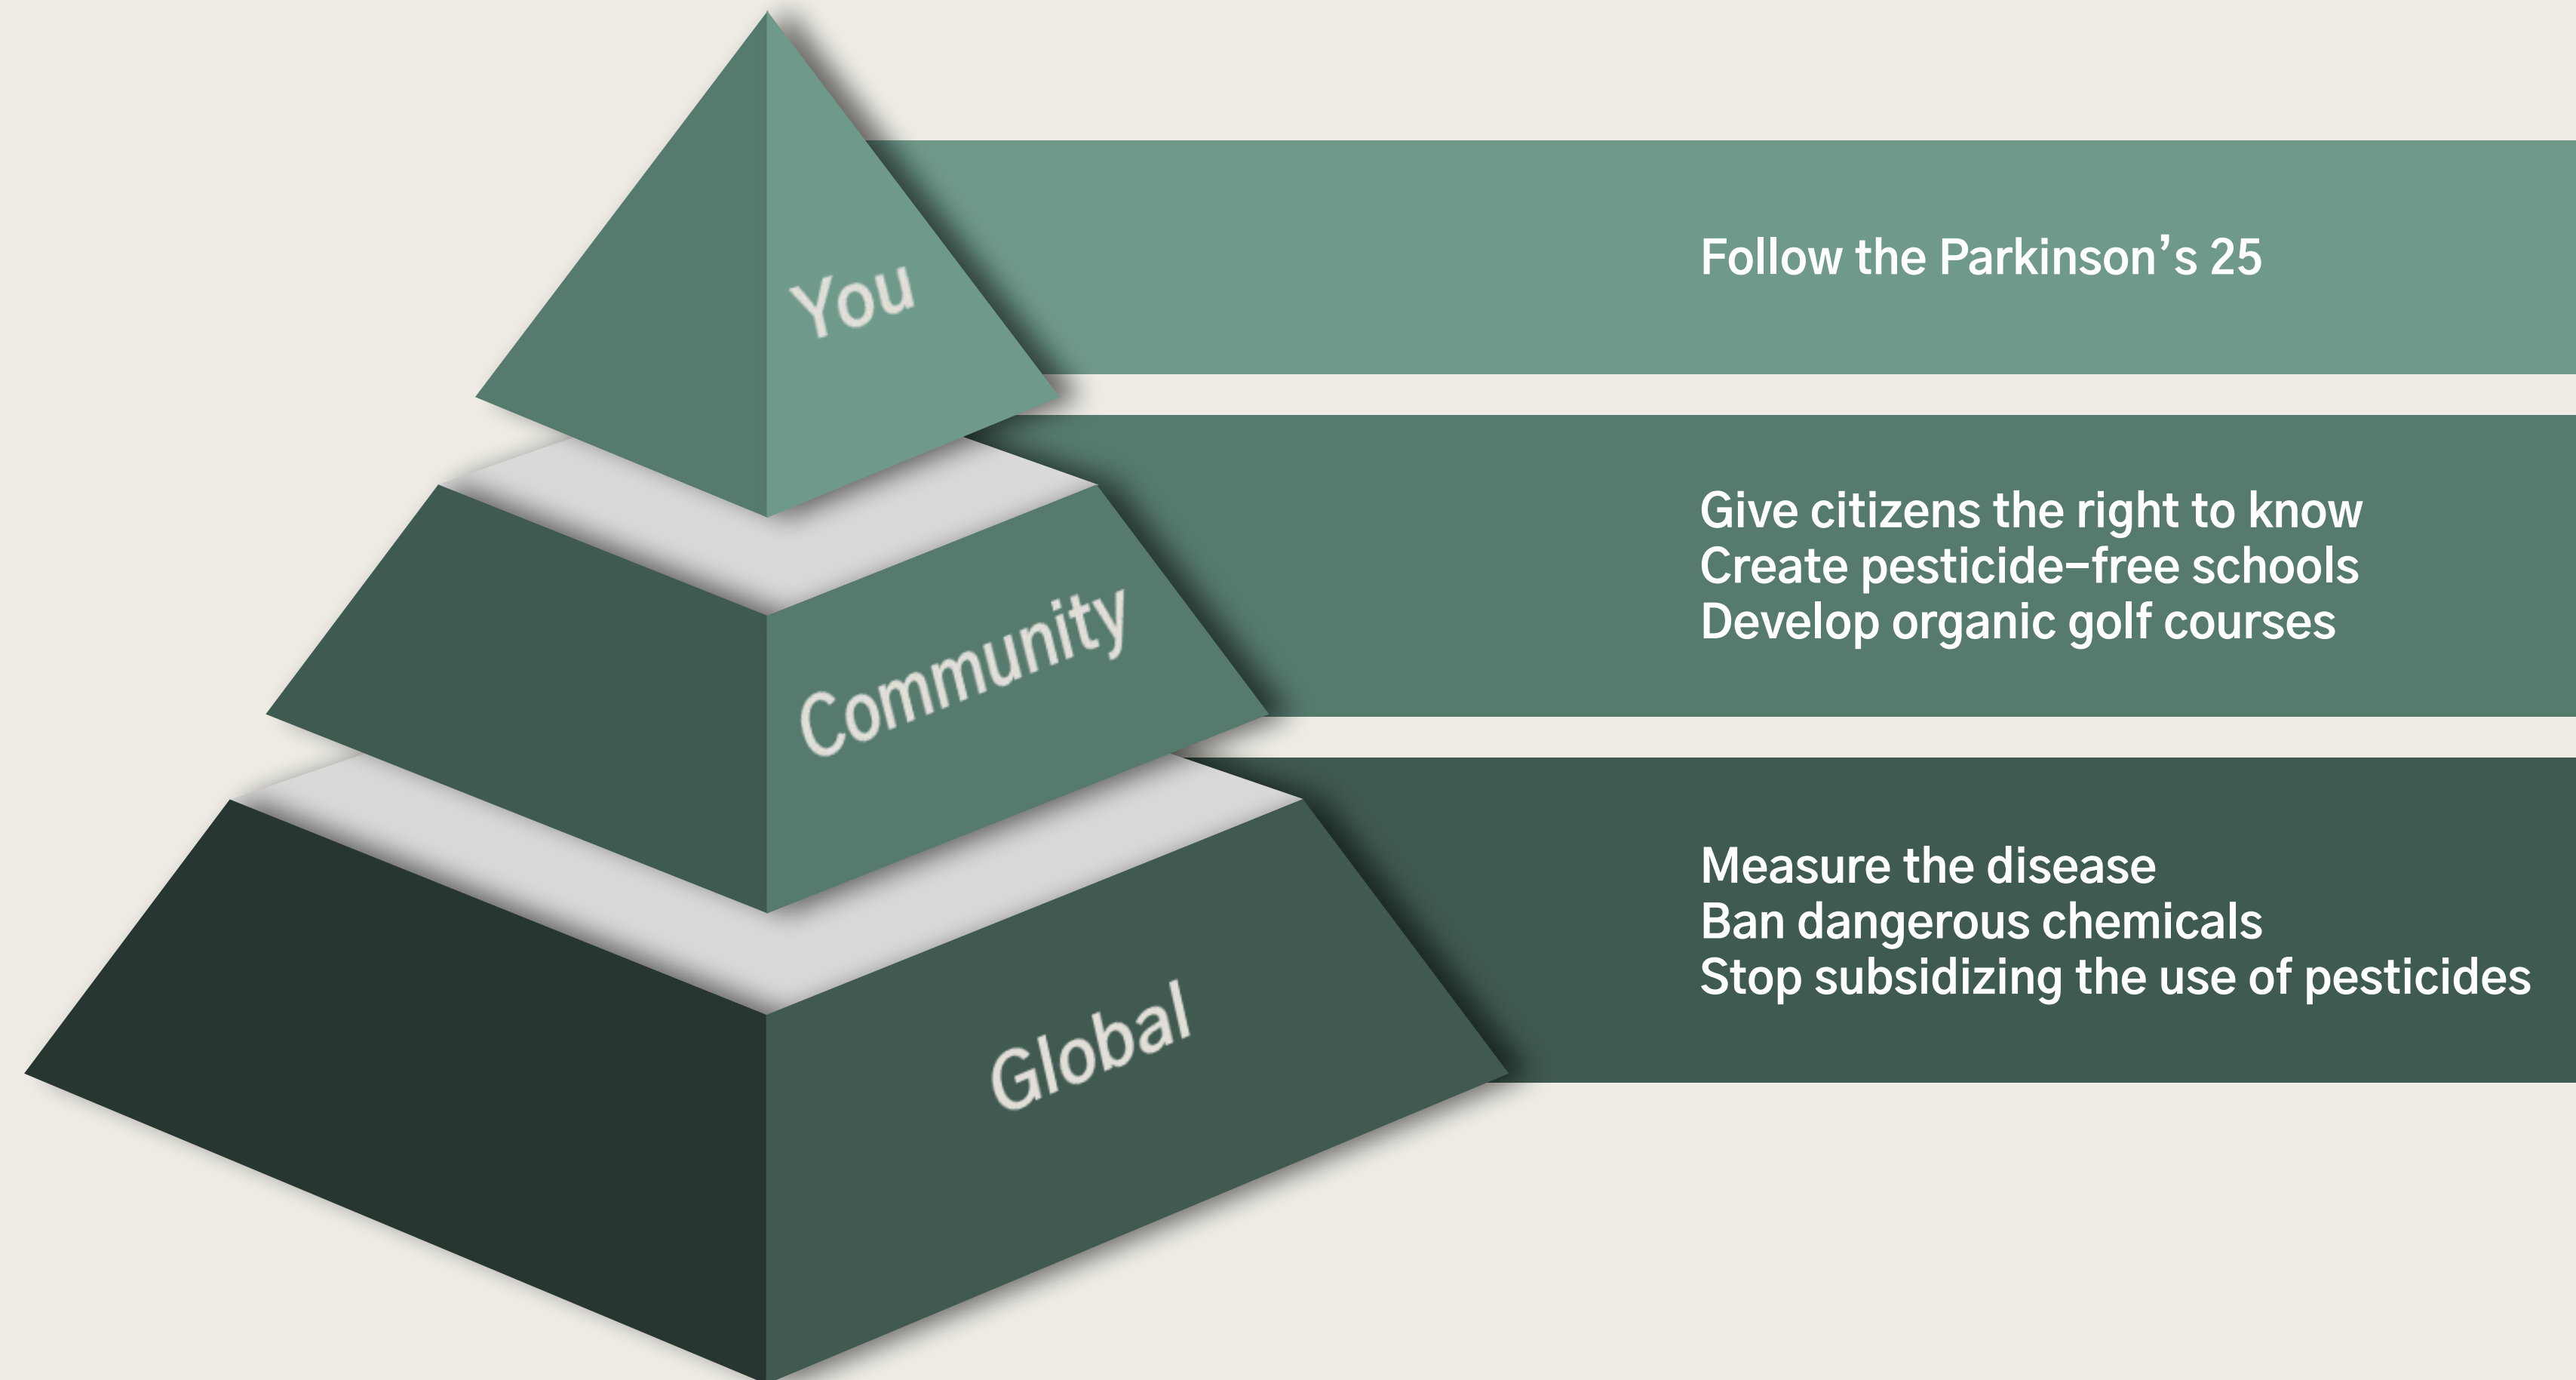 You
Follow the Parkinson’s 25
Community
Give citizens the right to know
Create pesticide-free schools
Develop organic golf courses
Global
Measure the disease
Ban dangerous chemicals
Stop subsidizing the use of pesticides